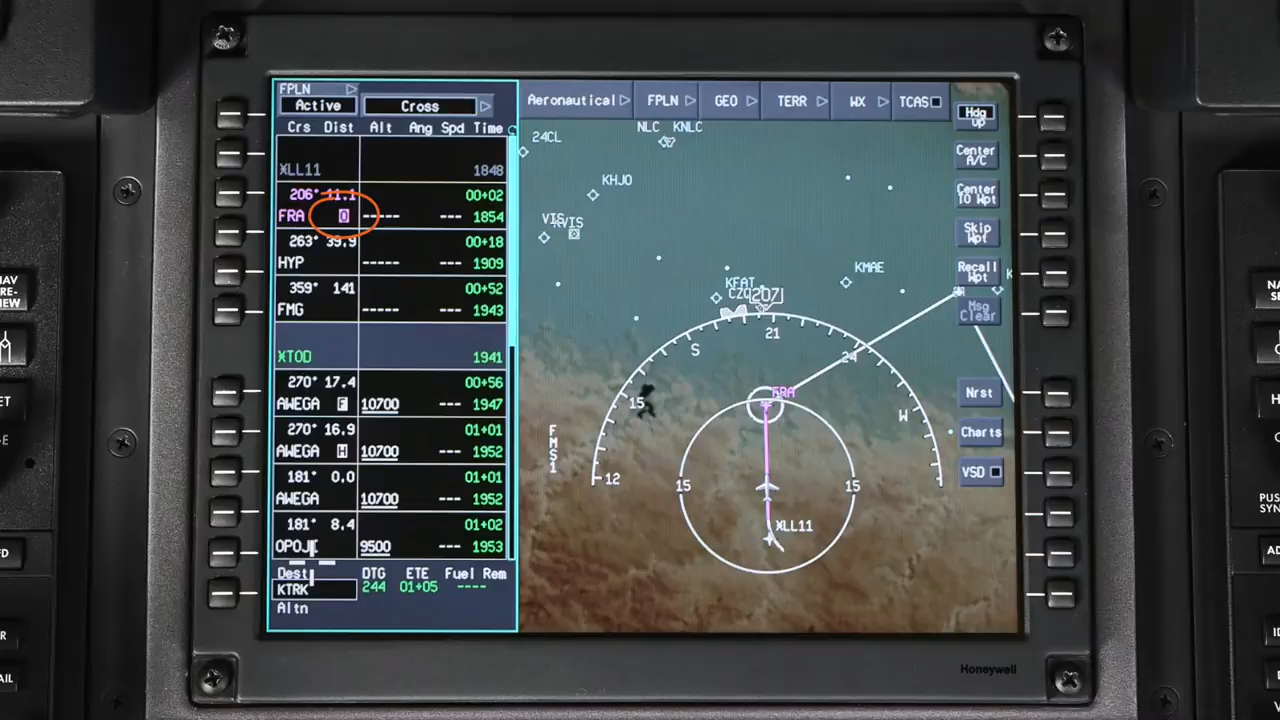 FPLN
Active Cross
Crs Dist Alt Ang Spd Time
XLL11 1848
206° 11.1 00+02
FRA O ----- --- 1854
263° 39.9 00+18
HYP ----- --- 1909
359° 141 00+52
FMG ----- --- 1943
XTOD 1941
270° 17.4 00+56
AWEGA F 10700 --- 1947
270° 16.9 01+01
AWEGA H 10700 --- 1952
181° 0.0 01+01
AWEGA 10700 --- 1952
181° 8.4 01+02
9500 --- 1953
Dest DTG ETE Fuel Rem
KTRK 244 01+05 ----
Altn
Aeronautical FPLN GEO TERR WX TCAS
Hdg up
Center A/C
Center TO Wpt
Skip Wpt
Recall Wpt
Msg Clear
Nrst
Charts
VSD
24CL
NLC KNLC
KHJO
VIS
KMAE
KFAT
207
21
S
24
15
W
12
FRA
15 15
XLL11
FMS1
Honeywell
NAV
PRE-
VIEW